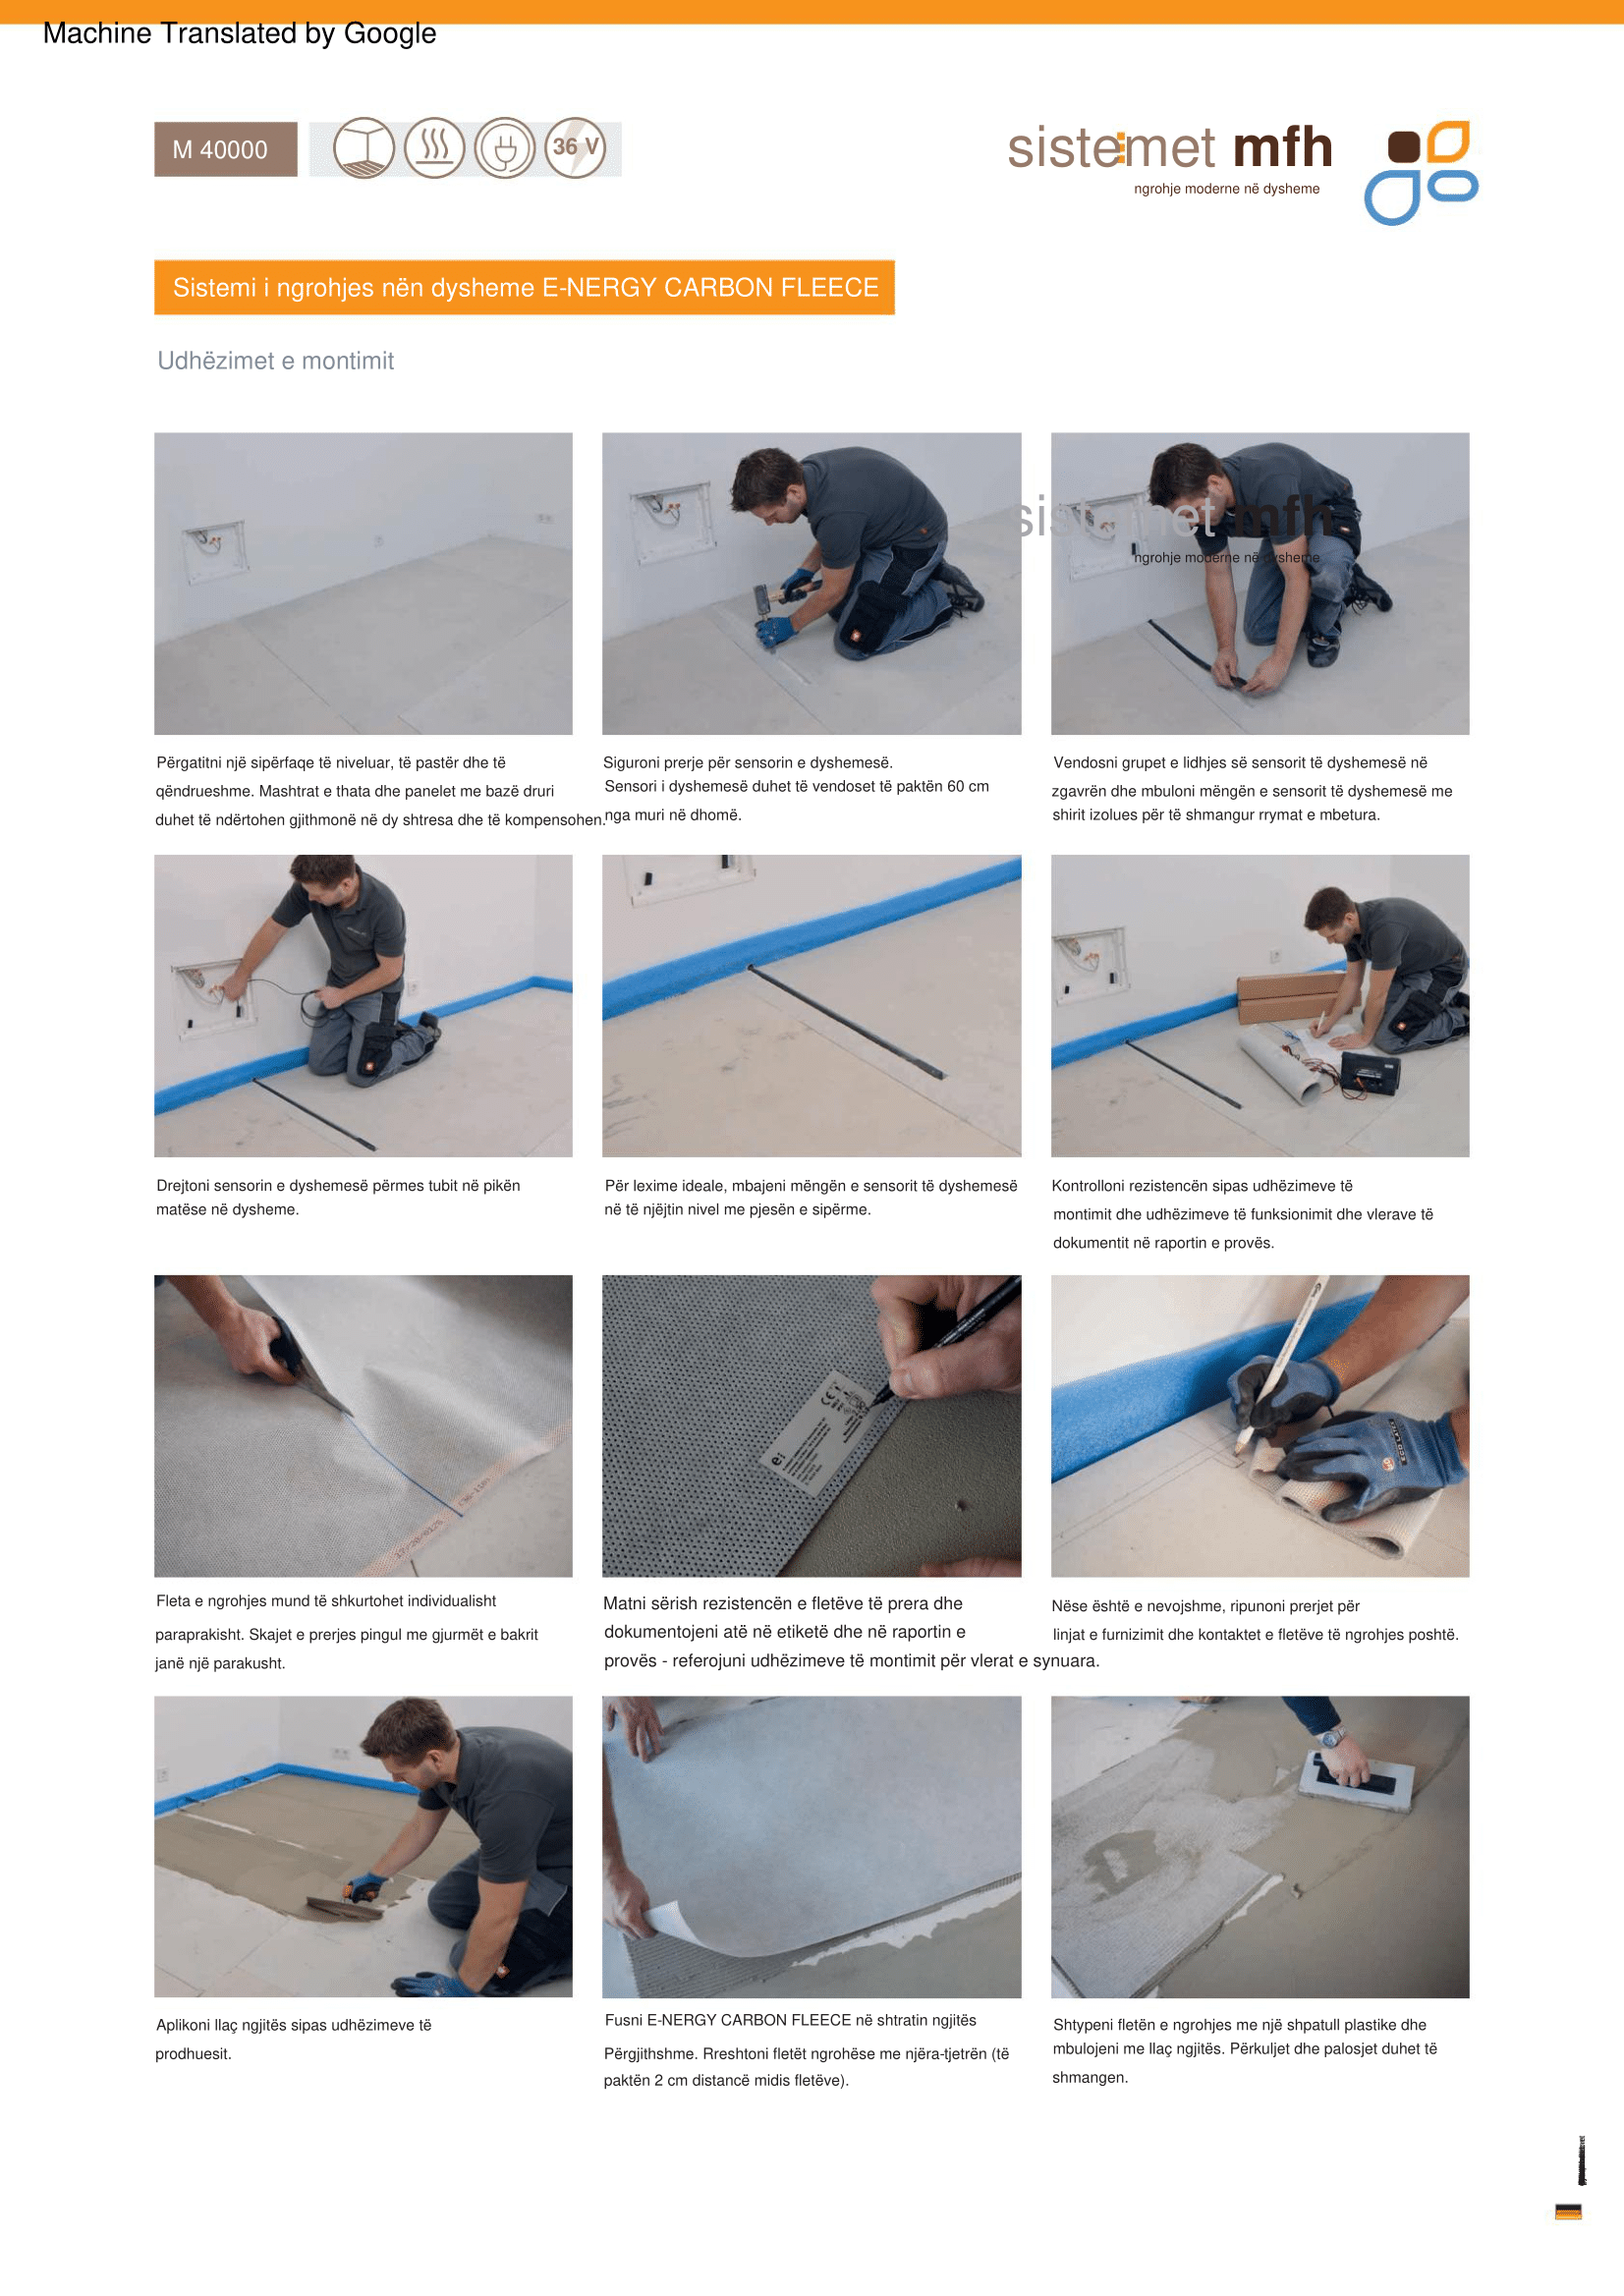 Machine Translated by Google
M 40000
36 V
sistemet mfh
ngrohje moderne në dysheme
Sistemi i ngrohjes nën dysheme E-NERGY CARBON FLEECE
Udhëzimet e montimit
sistemet mfh
ngrohje moderne në dysheme
Përgatitni një sipërfaqe të niveluar, të pastër dhe të
qëndrueshme. Mashtrat e thata dhe panelet me bazë druri
duhet të ndërtohen gjithmonë në dy shtresa dhe të kompensohen.
Siguroni prerje për sensorin e dyshemesë.
Sensori i dyshemesë duhet të vendoset të paktën 60 cm
nga muri në dhomë.
Vendosni grupet e lidhjes së sensorit të dyshemesë në
zgavrën dhe mbuloni mëngën e sensorit të dyshemesë me
shirit izolues për të shmangur rrymat e mbetura.
Drejtoni sensorin e dyshemesë përmes tubit në pikën
matëse në dysheme.
Për lexime ideale, mbajeni mëngën e sensorit të dyshemesë
në të njëjtin nivel me pjesën e sipërme.
Kontrolloni rezistencën sipas udhëzimeve të
montimit dhe udhëzimeve të funksionimit dhe vlerave të
dokumentit në raportin e provës.
Fleta e ngrohjes mund të shkurtohet individualisht
paraprakisht. Skajet e prerjes pingul me gjurmët e bakrit
janë një parakusht.
Matni sërish rezistencën e fletëve të prera dhe
dokumentojeni atë në etiketë dhe në raportin e
provës - referojuni udhëzimeve të montimit për vlerat e synuara.
Nëse është e nevojshme, ripunoni prerjet për
linjat e furnizimit dhe kontaktet e fletëve të ngrohjes poshtë.
Aplikoni llaç ngjitës sipas udhëzimeve të
prodhuesit.
Fusni E-NERGY CARBON FLEECE në shtratin ngjitës
Përgjithshme. Rreshtoni fletët ngrohëse me njëra-tjetrën (të
paktën 2 cm distancë midis fletëve).
Shtypeni fletën e ngrohjes me një shpatull plastike dhe
mbulojeni me llaç ngjitës. Përkuljet dhe palosjet duhet të
shmangen.